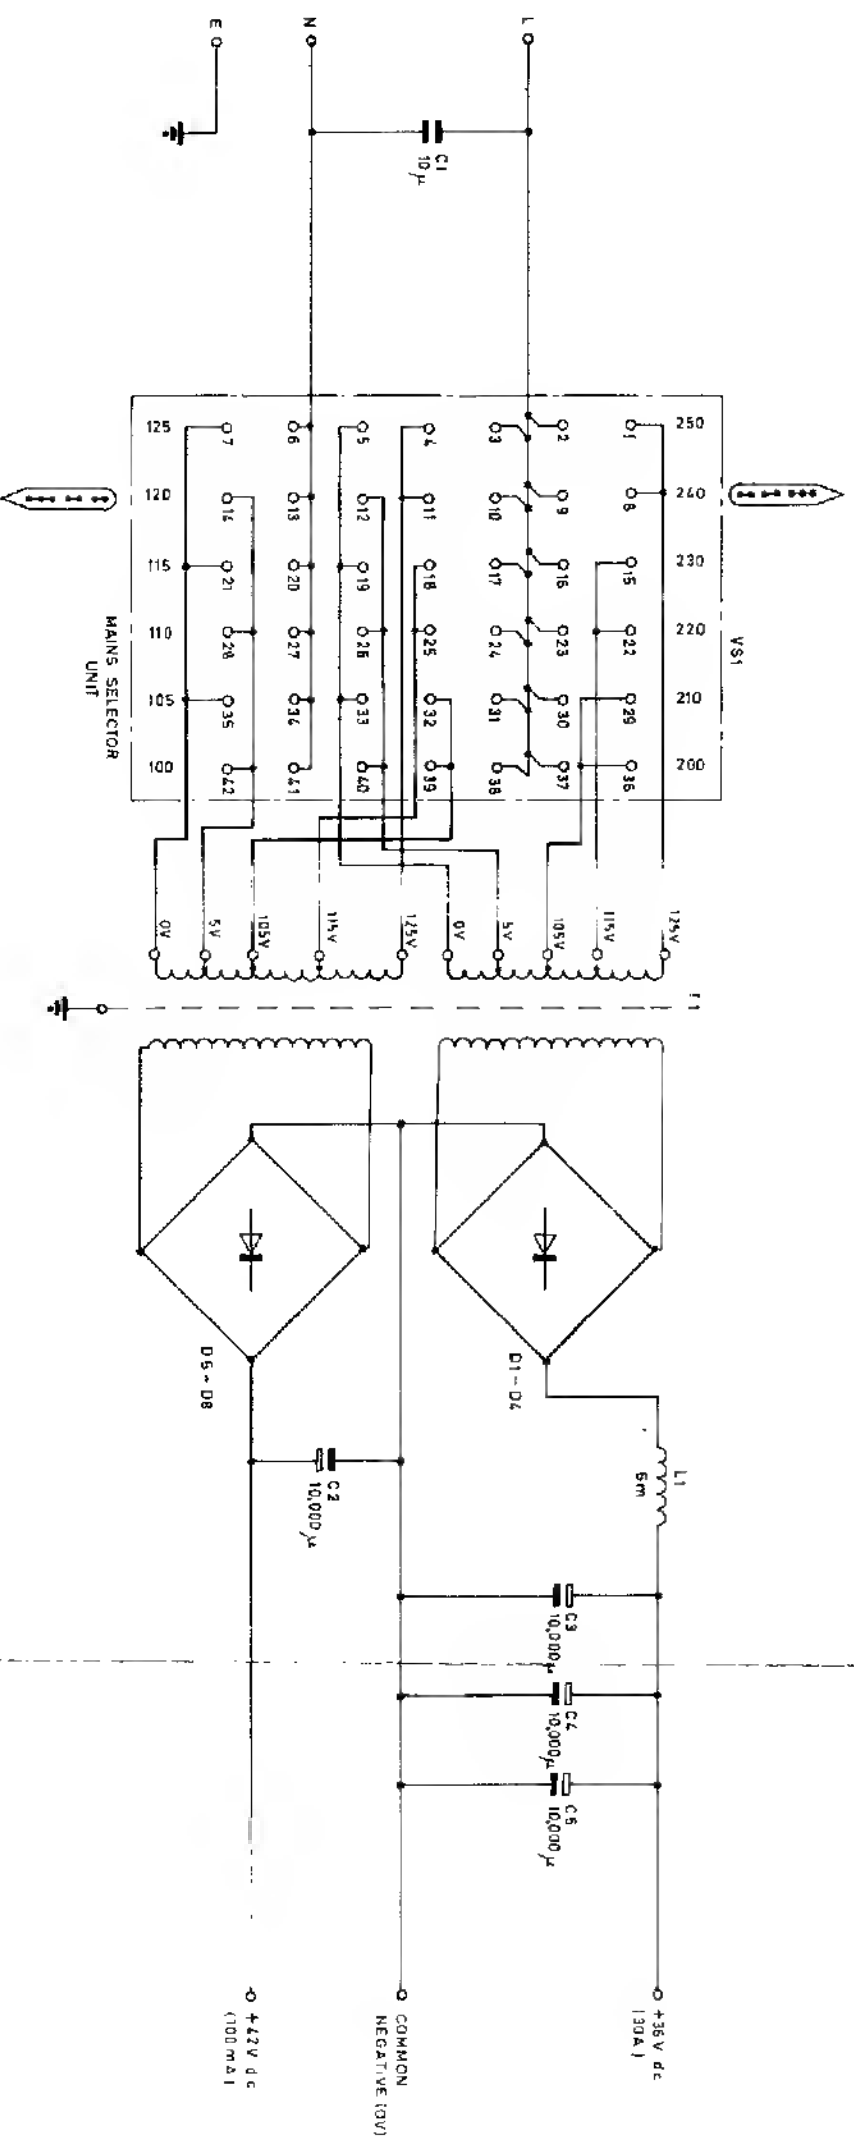 E
N
L
C1
10µ
VS1
250
240
230
220
210
200
1
8
15
22
29
36
2
9
16
23
30
37
3
10
17
24
31
38
4
11
18
25
32
39
5
12
19
26
33
40
6
13
20
27
34
41
7
14
21
28
35
42
125
120
115
110
105
100
MAINS SELECTOR
UNIT
0V
5V
105V
115V
125V
0V
5V
105V
115V
125V
T1
D1 – D4
D5 – D8
L1
C2
10,000µ
C3
10,000µ
C4
10,000µ
C5
10,000µ
+36V dc
(30A)
COMMON
NEGATIVE (0V)
+42V dc
(100mA)